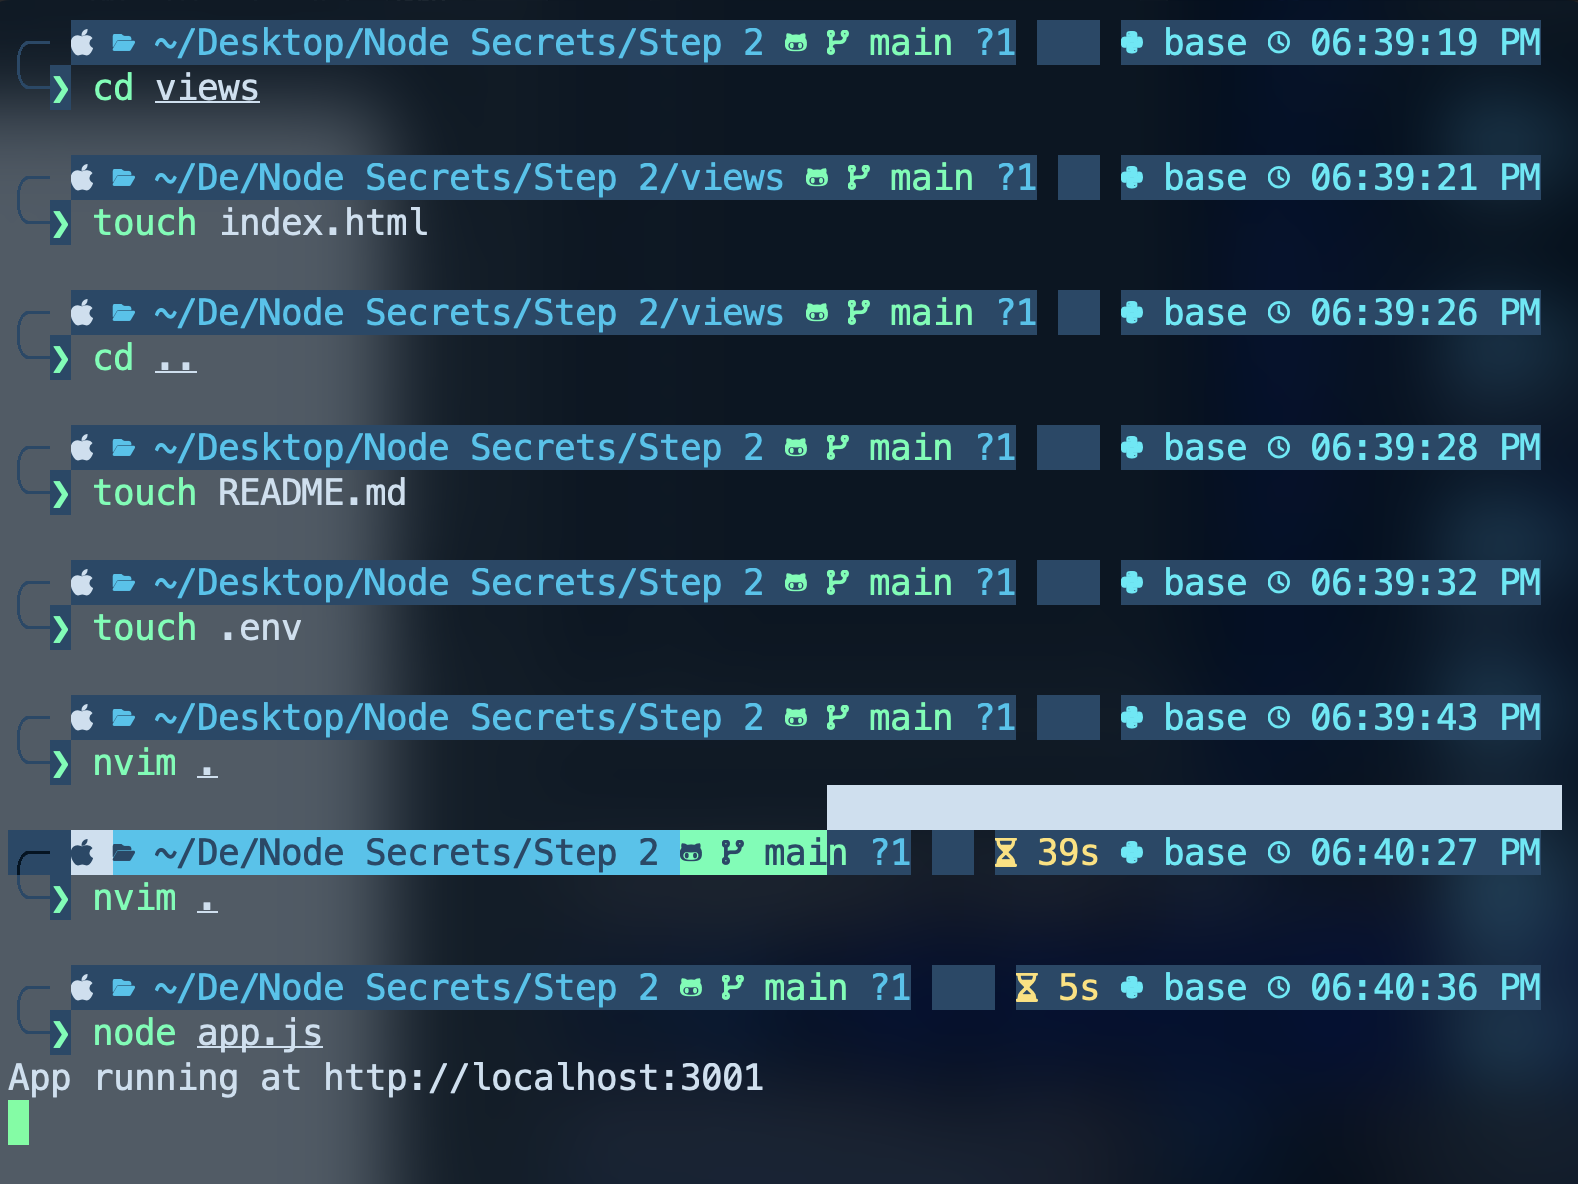 ~/Desktop/Node Secrets/Step 2 main ?1 base 06:39:19 PM
❯ cd views
~/De/Node Secrets/Step 2/views main ?1 base 06:39:21 PM
❯ touch index.html
~/De/Node Secrets/Step 2/views main ?1 base 06:39:26 PM
❯ cd ..
~/Desktop/Node Secrets/Step 2 main ?1 base 06:39:28 PM
❯ touch README.md
~/Desktop/Node Secrets/Step 2 main ?1 base 06:39:32 PM
❯ touch .env
~/Desktop/Node Secrets/Step 2 main ?1 base 06:39:43 PM
❯ nvim .
~/De/Node Secrets/Step 2 main ?1 39s base 06:40:27 PM
❯ nvim .
~/De/Node Secrets/Step 2 main ?1 5s base 06:40:36 PM
❯ node app.js
App running at http://localhost:3001